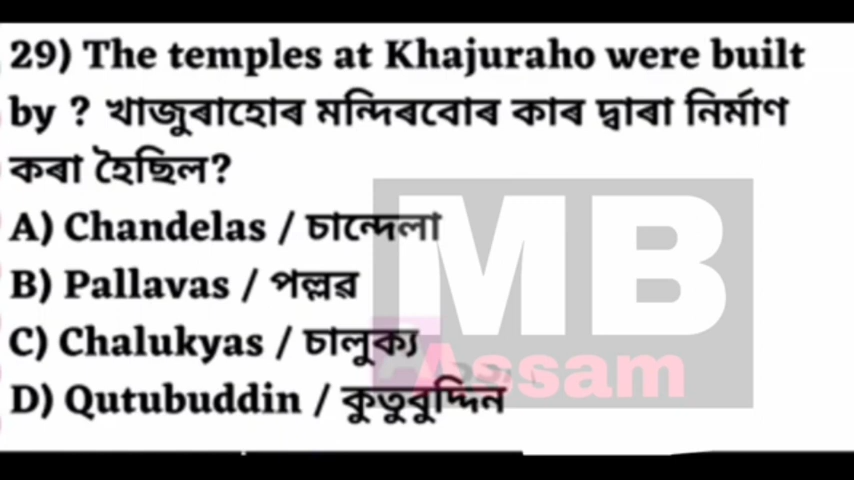 29) The temples at Khajuraho were built
by ? খাজুৰাহোৰ মন্দিৰবোৰ কাৰ দ্বাৰা নিৰ্মাণ
কৰা হৈছিল?
A) Chandelas / চান্দেলা
B) Pallavas / পল্লৱ
C) Chalukyas / চালুক্য
D) Qutubuddin / কুতুবুদ্দিন
MB
Assam